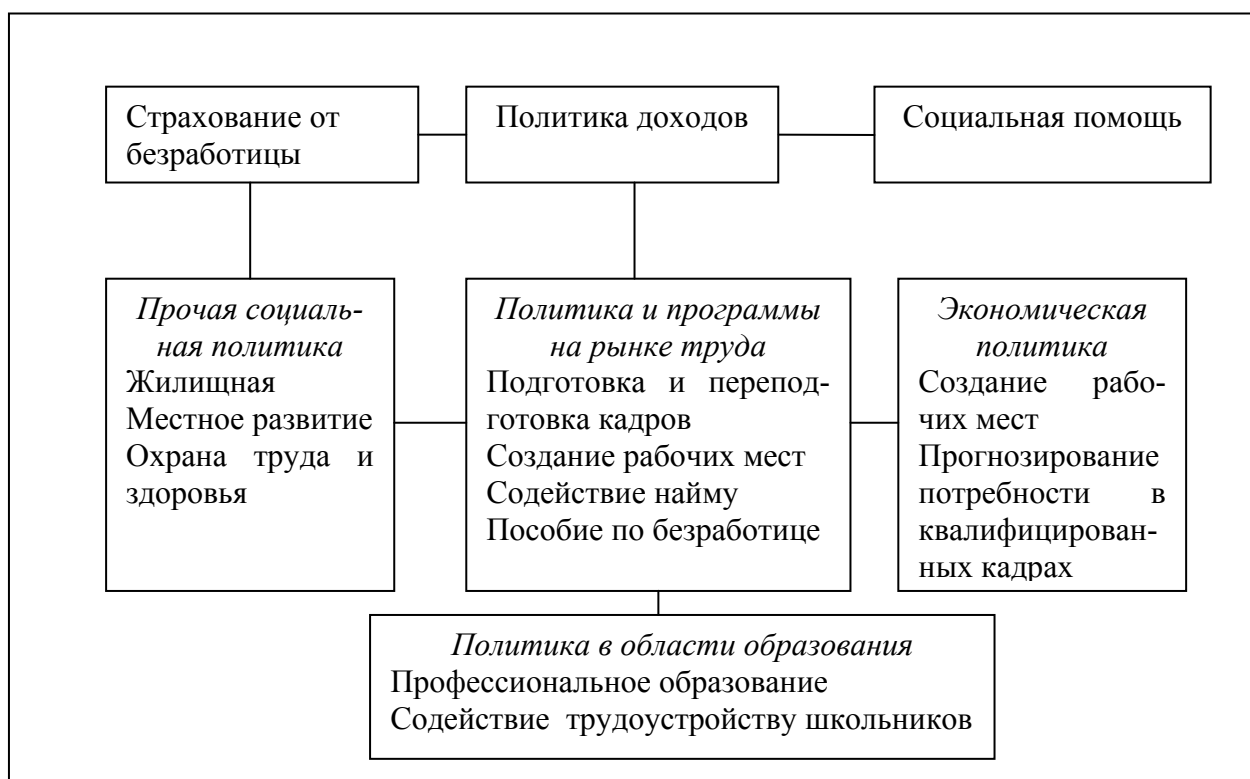 Страхование от
безработицы
Политика доходов
Социальная помощь
Прочая социаль-
ная политика
Жилищная
Местное развитие
Охрана труда и
здоровья
Политика и программы
на рынке труда
Подготовка и перепод-
готовка кадров
Создание рабочих мест
Содействие найму
Пособие по безработице
Экономическая
политика
Создание рабо-
чих мест
Прогнозирование
потребности в
квалифицирован-
ных кадрах
Политика в области образования
Профессиональное образование
Содействие трудоустройству школьников